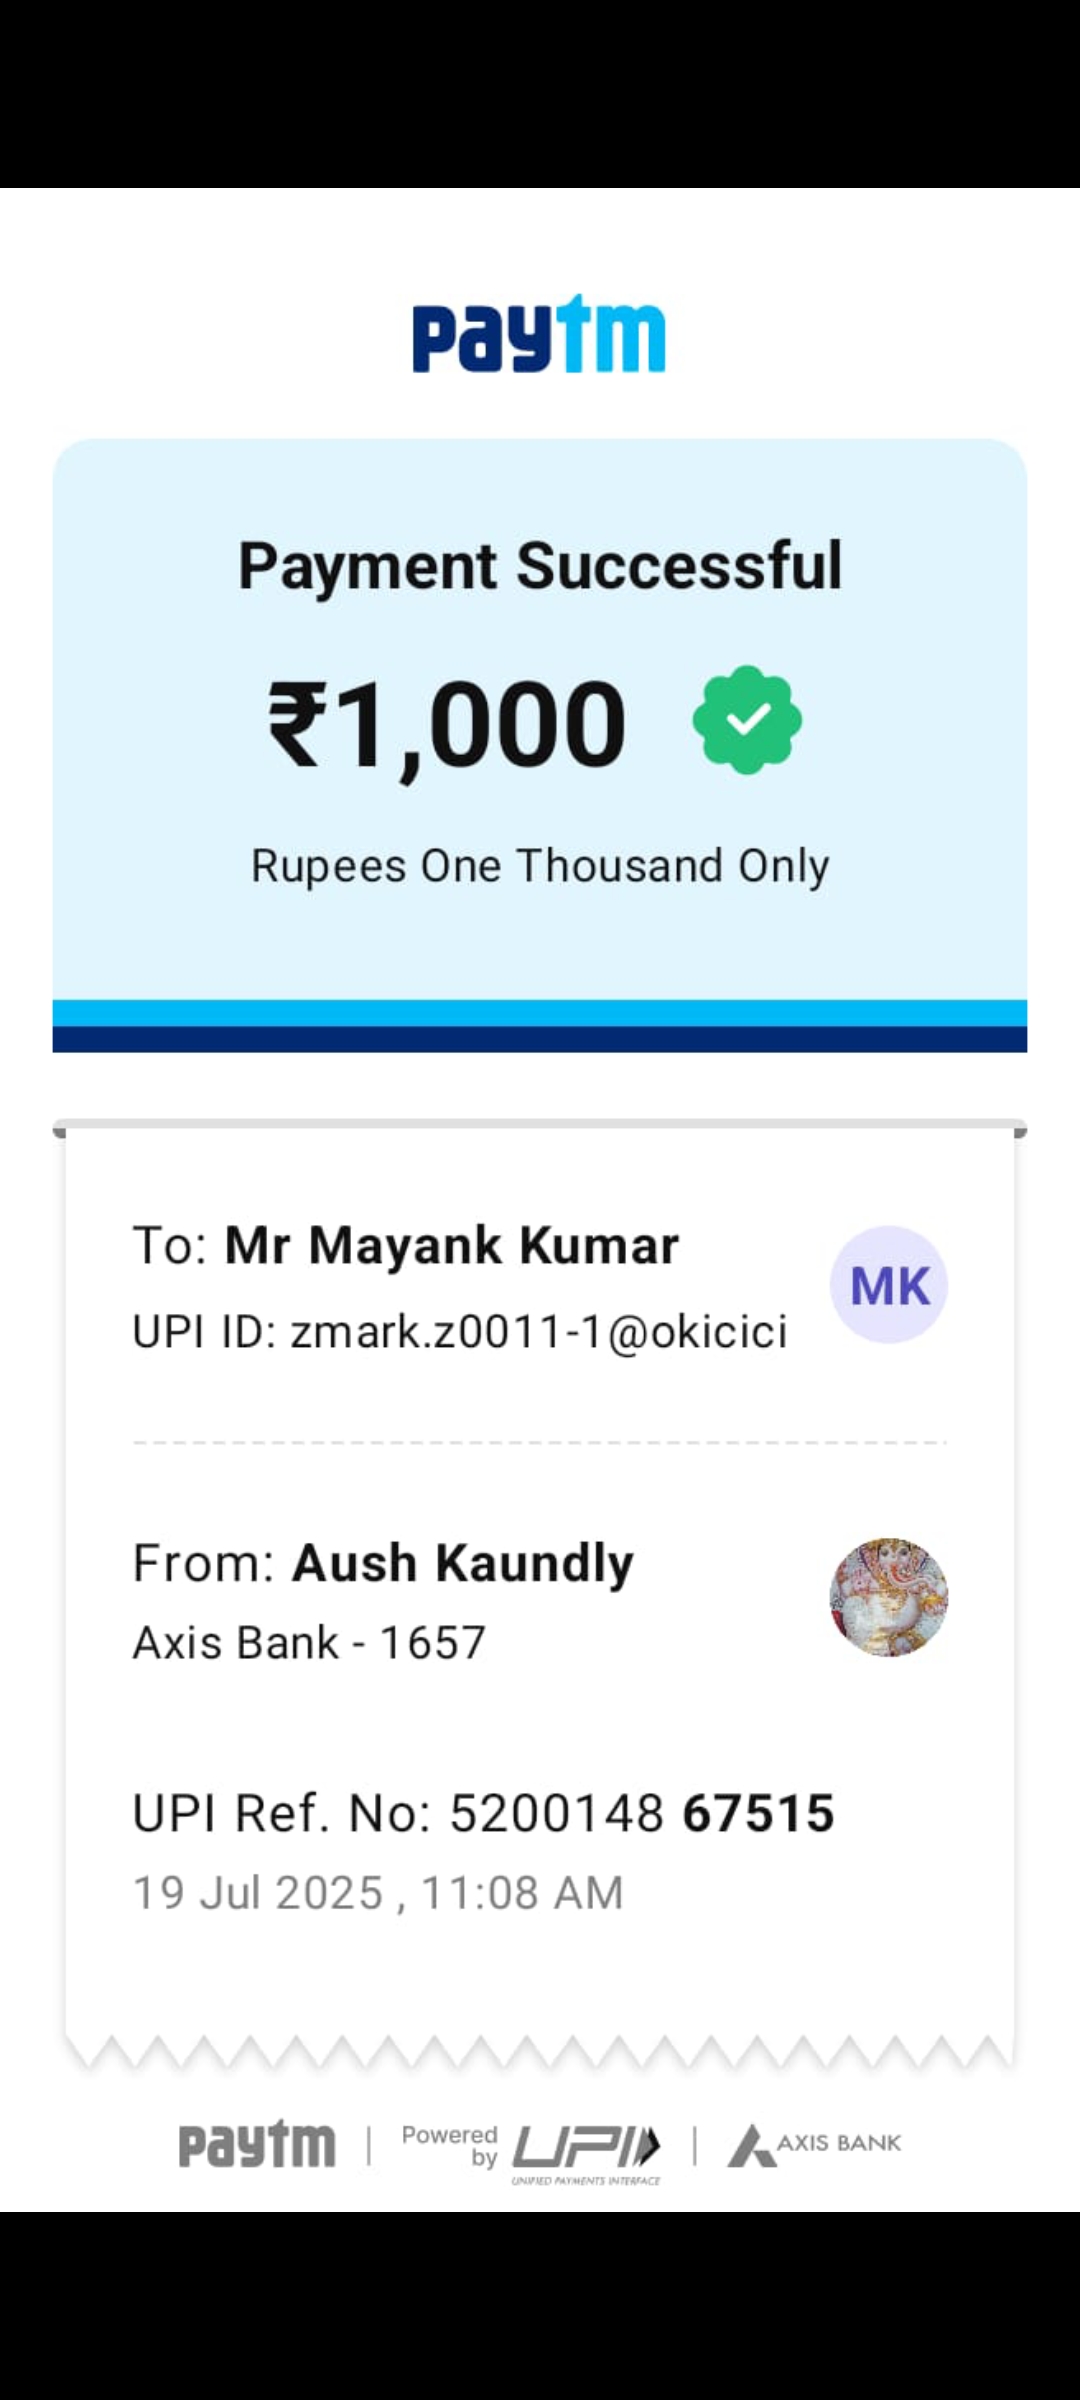 paytm
Payment Successful
₹1,000
Rupees One Thousand Only
To: Mr Mayank Kumar
MK
UPI ID: zmark.z0011-1@okicici
From: Aush Kaundly
Axis Bank - 1657
UPI Ref. No: 5200148 67515
19 Jul 2025 , 11:08 AM
paytm | Powered by UPI UNIFIED PAYMENTS INTERFACE | AXIS BANK